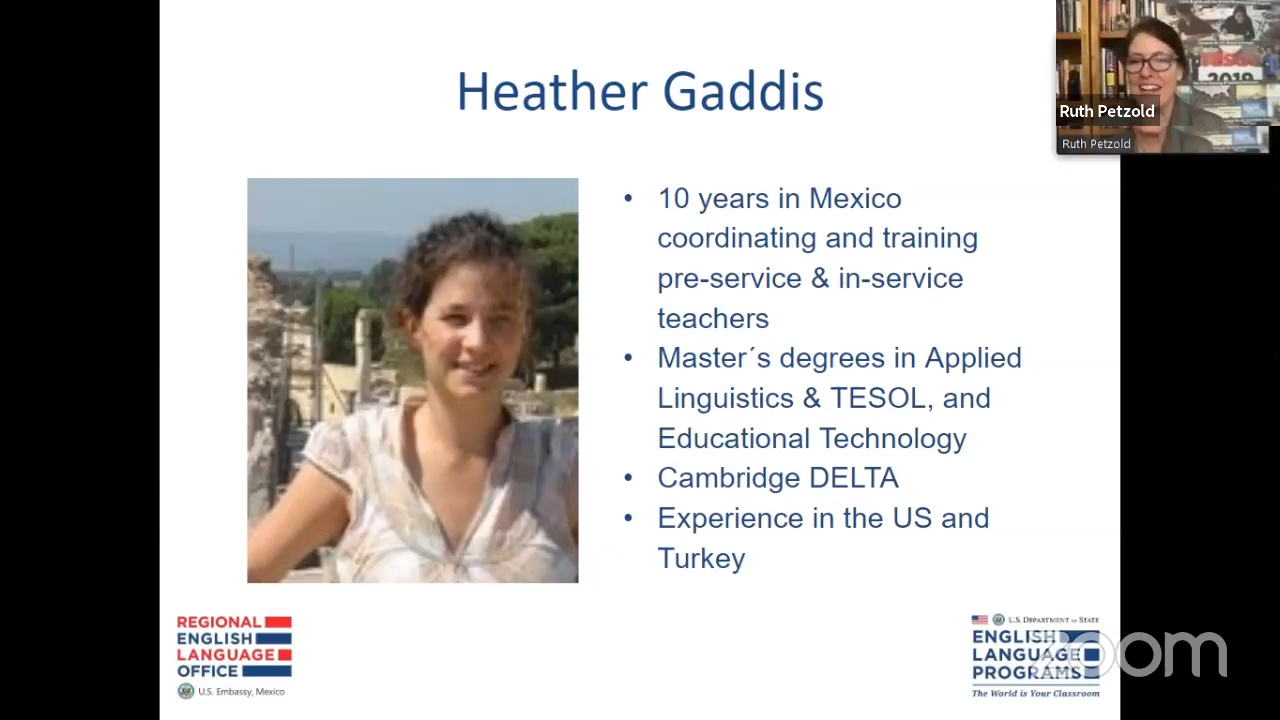 Heather Gaddis
• 10 years in Mexico
coordinating and training
pre-service & in-service
teachers
• Master´s degrees in Applied
Linguistics & TESOL, and
Educational Technology
• Cambridge DELTA
• Experience in the US and
Turkey
REGIONAL
ENGLISH
LANGUAGE
OFFICE
U.S. Embassy, Mexico
U.S. DEPARTMENT OF STATE
ENGLISH
LANGUAGE
PROGRAMS
The World is Your Classroom
zoom
TESOL
2019
Ruth Petzold
Ruth Petzold